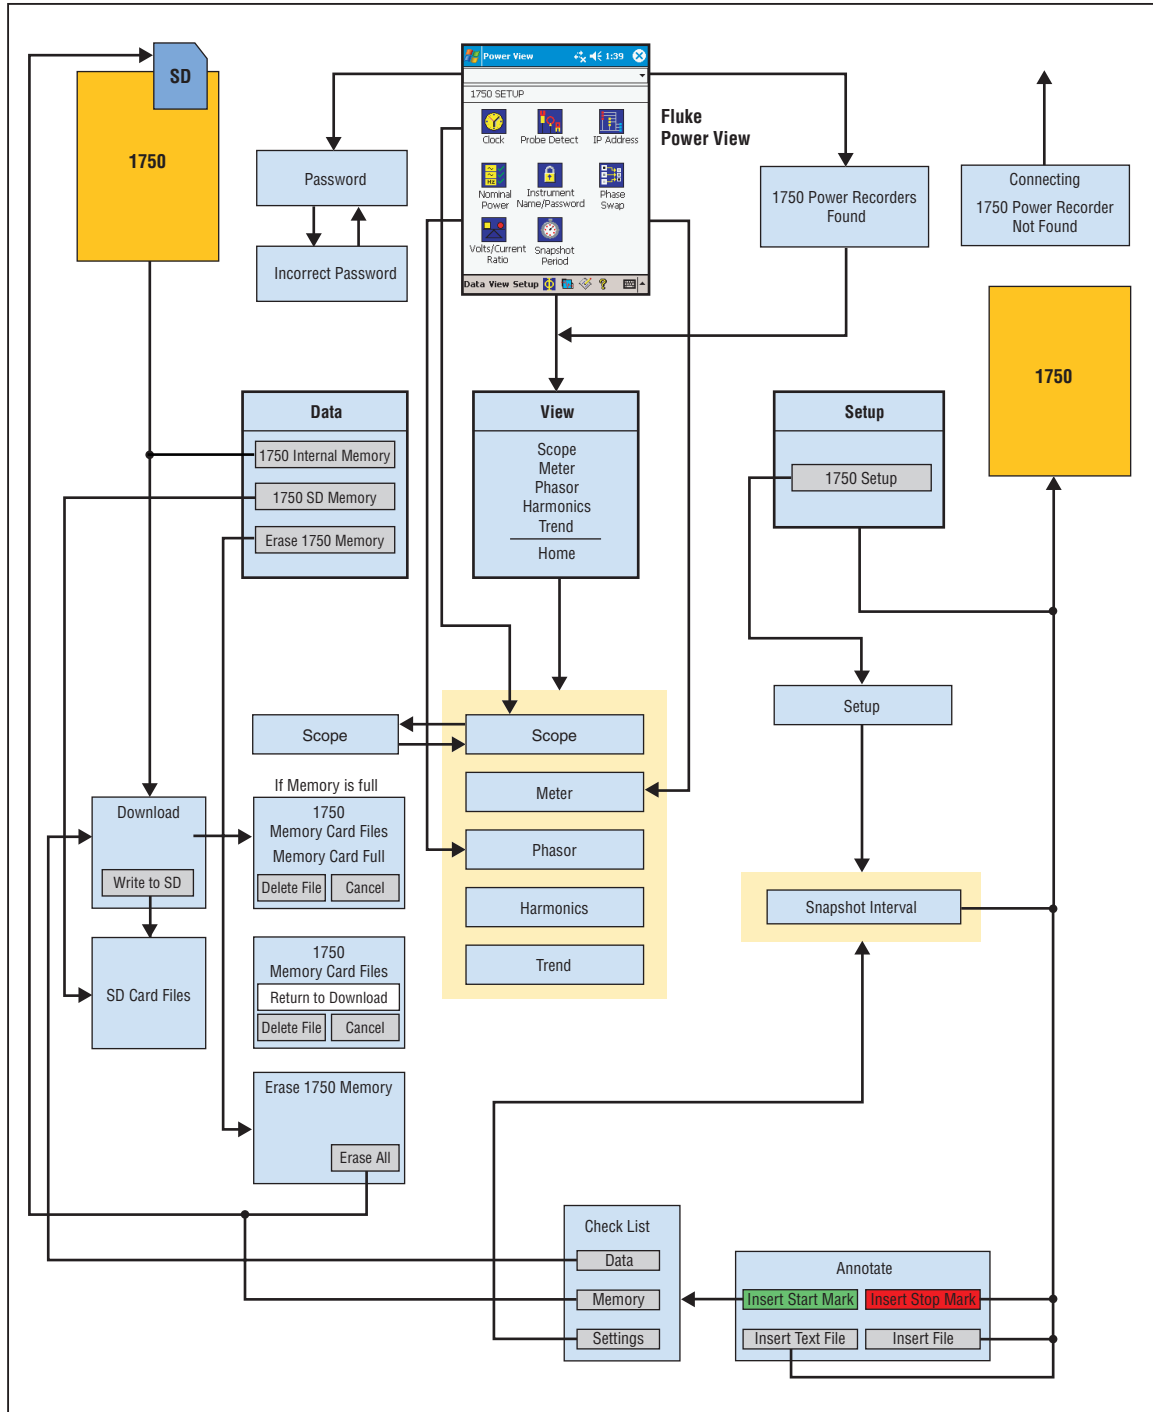 SD
1750
Power View
1:39
1750 SETUP
Clock
Probe Detect
IP Address
Nominal
Power
Instrument
Name/Password
Phase
Swap
Volts/Current
Ratio
Snapshot
Period
Data View Setup
Fluke
Power View
Password
Incorrect Password
1750 Power Recorders
Found
Connecting
1750 Power Recorder
Not Found
1750
Data
1750 Internal Memory
1750 SD Memory
Erase 1750 Memory
View
Scope
Meter
Phasor
Harmonics
Trend
Home
Setup
1750 Setup
Setup
Scope
Scope
Meter
Phasor
Harmonics
Trend
If Memory is full
Download
Write to SD
1750
Memory Card Files
Memory Card Full
Delete File
Cancel
SD Card Files
1750
Memory Card Files
Return to Download
Delete File
Cancel
Snapshot Interval
Erase 1750 Memory
Erase All
Check List
Data
Memory
Settings
Annotate
Insert Start Mark
Insert Stop Mark
Insert Text File
Insert File